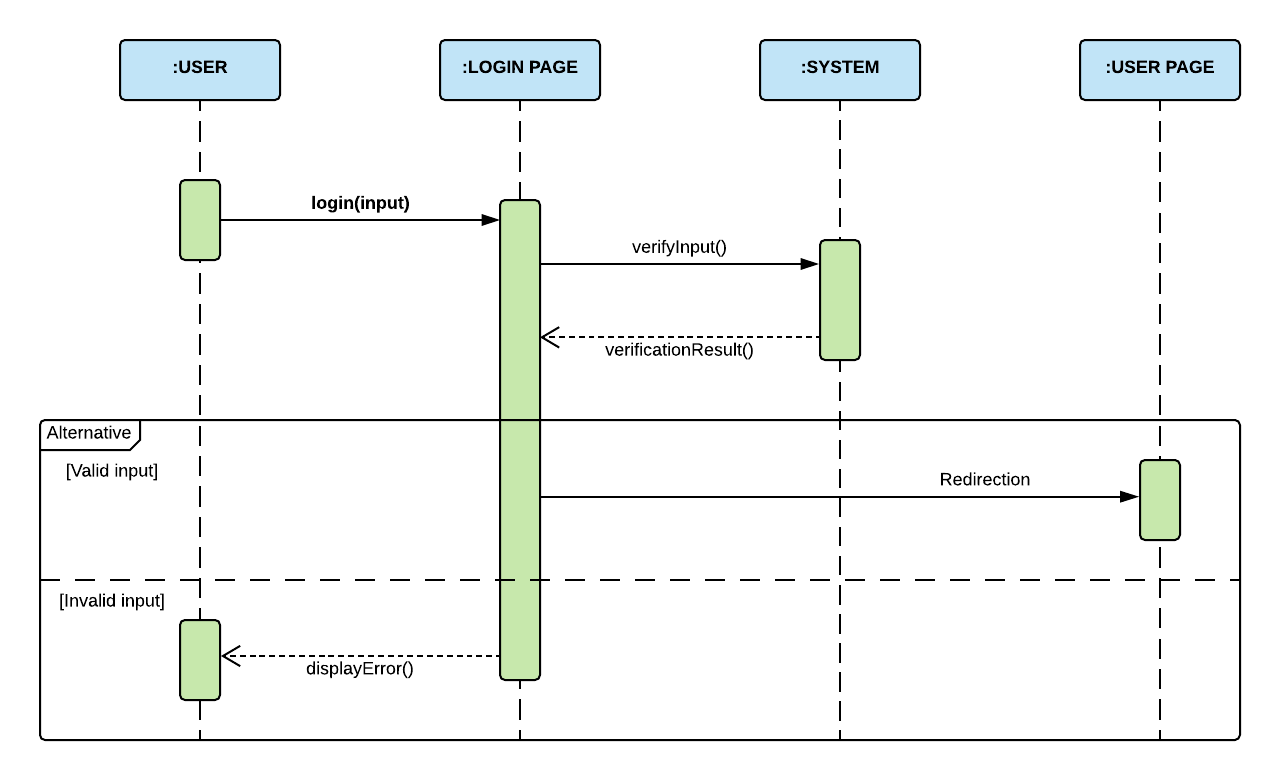 :USER
:LOGIN PAGE
:SYSTEM
:USER PAGE
login(input)
verifyInput()
verificationResult()
Alternative
[Valid input]
Redirection
[Invalid input]
displayError()